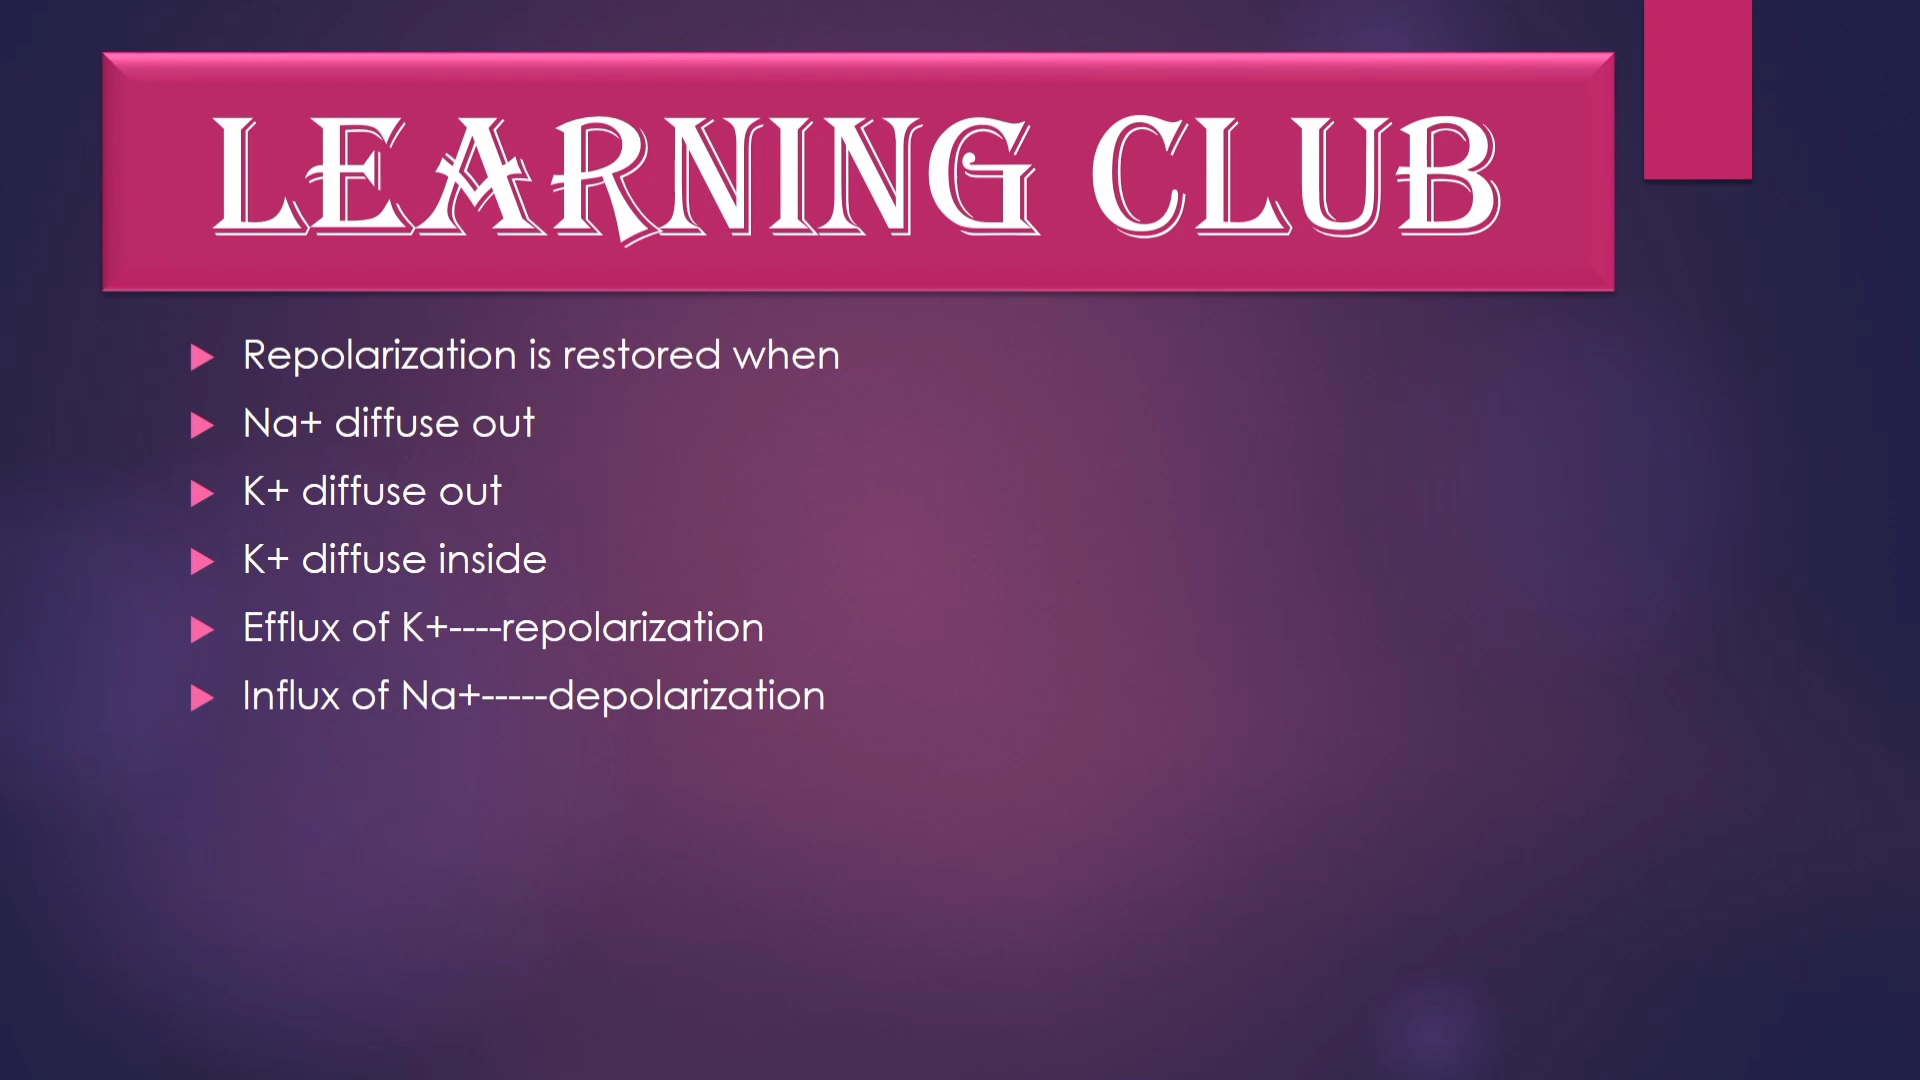 LEARNING CLUB
Repolarization is restored when
Na+ diffuse out
K+ diffuse out
K+ diffuse inside
Efflux of K+----repolarization
Influx of Na+-----depolarization